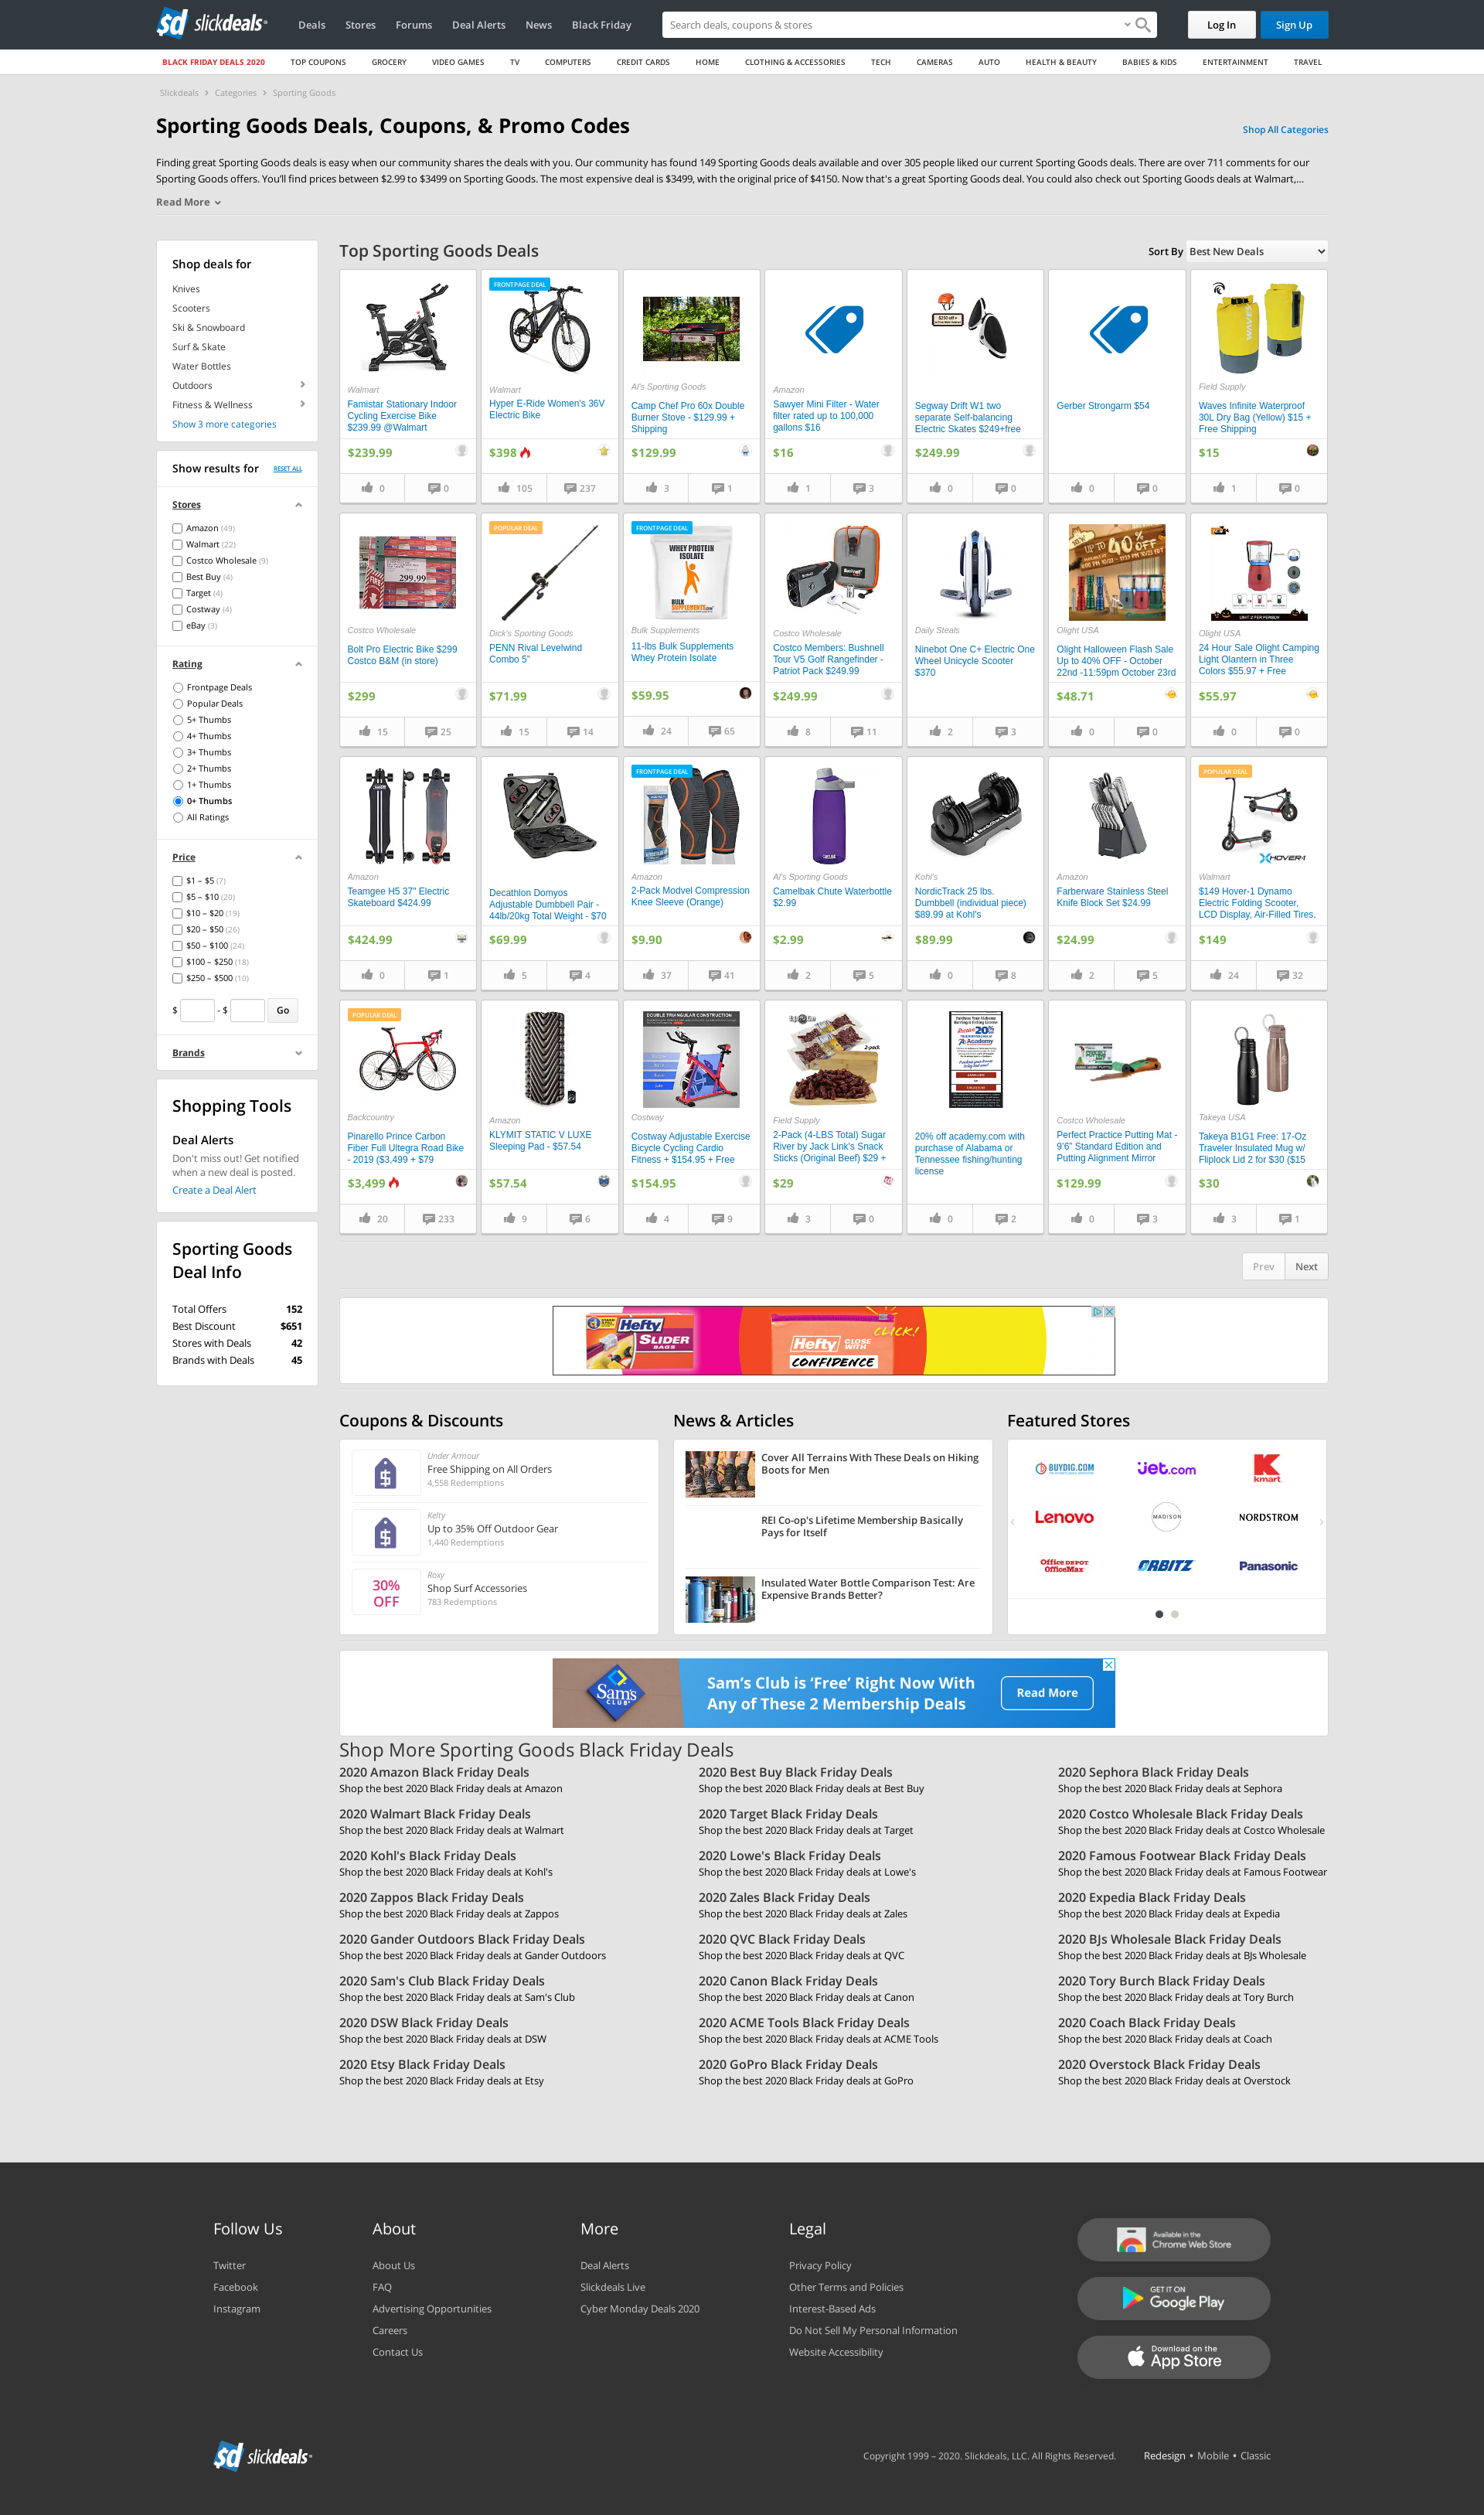 slickdeals
Deals
Stores
Forums
Deal Alerts
News
Black Friday
Search deals, coupons & stores
Log In
Sign Up
BLACK FRIDAY DEALS 2020
TOP COUPONS
GROCERY
VIDEO GAMES
TV
COMPUTERS
CREDIT CARDS
HOME
CLOTHING & ACCESSORIES
TECH
CAMERAS
AUTO
HEALTH & BEAUTY
BABIES & KIDS
ENTERTAINMENT
TRAVEL
Slickdeals > Categories > Sporting Goods
Sporting Goods Deals, Coupons, & Promo Codes
Shop All Categories
Finding great Sporting Goods deals is easy when our community shares the deals with you. Our community has found 149 Sporting Goods deals available and over 305 people liked our current Sporting Goods deals. There are over 711 comments for our
Sporting Goods offers. You’ll find prices between $2.99 to $3499 on Sporting Goods. The most expensive deal is $3499, with the original price of $4150. Now that's a great Sporting Goods deal. You could also check out Sporting Goods deals at Walmart,...
Read More
Shop deals for
Knives
Scooters
Ski & Snowboard
Surf & Skate
Water Bottles
Outdoors
Fitness & Wellness
Show 3 more categories
Show results for
RESET ALL
Stores
Amazon (49)
Walmart (22)
Costco Wholesale (9)
Best Buy (4)
Target (4)
Costway (4)
eBay (3)
Rating
Frontpage Deals
Popular Deals
5+ Thumbs
4+ Thumbs
3+ Thumbs
2+ Thumbs
1+ Thumbs
0+ Thumbs
All Ratings
Price
$1 – $5 (7)
$5 – $10 (20)
$10 – $20 (19)
$20 – $50 (26)
$50 – $100 (24)
$100 – $250 (18)
$250 – $500 (10)
$ - $ Go
Brands
Shopping Tools
Deal Alerts
Don't miss out! Get notified
when a new deal is posted.
Create a Deal Alert
Sporting Goods
Deal Info
Total Offers 152
Best Discount $651
Stores with Deals 42
Brands with Deals 45
Top Sporting Goods Deals
Sort By Best New Deals
Walmart
Famistar Stationary Indoor
Cycling Exercise Bike
$239.99 @Walmart
$239.99
0 0
FRONTPAGE DEAL
Walmart
Hyper E-Ride Women's 36V
Electric Bike
$398
105 237
Al's Sporting Goods
Camp Chef Pro 60x Double
Burner Stove - $129.99 +
Shipping
$129.99
3 1
Amazon
Sawyer Mini Filter - Water
filter rated up to 100,000
gallons $16
$16
1 3
$250 off
Segway Drift W1 two
separate Self-balancing
Electric Skates $249+free
$249.99
0 0
Gerber Strongarm $54
0 0
WAVES
Field Supply
Waves Infinite Waterproof
30L Dry Bag (Yellow) $15 +
Free Shipping
$15
1 0
299.99
Costco Wholesale
Bolt Pro Electric Bike $299
Costco B&M (in store)
$299
15 25
POPULAR DEAL
Dick's Sporting Goods
PENN Rival Levelwind
Combo 5"
$71.99
15 14
FRONTPAGE DEAL
WHEY PROTEIN
ISOLATE
BULK
SUPPLEMENTS.COM
Bulk Supplements
11-lbs Bulk Supplements
Whey Protein Isolate
$59.95
24 65
Bushnell
Costco Wholesale
Costco Members: Bushnell
Tour V5 Golf Rangefinder -
Patriot Pack $249.99
$249.99
8 11
Daily Steals
Ninebot One C+ Electric One
Wheel Unicycle Scooter
$370
2 3
UP TO 40% OFF
Olight USA
Olight Halloween Flash Sale
Up to 40% OFF - October
22nd -11:59pm October 23rd
$48.71
0 0
LIMIT 2 PER PERSON
Olight USA
24 Hour Sale Olight Camping
Light Olantern in Three
Colors $55.97 + Free
$55.97
0 0
Amazon
Teamgee H5 37" Electric
Skateboard $424.99
$424.99
0 1
Decathlon Domyos
Adjustable Dumbbell Pair -
44lb/20kg Total Weight - $70
$69.99
5 4
FRONTPAGE DEAL
Amazon
2-Pack Modvel Compression
Knee Sleeve (Orange)
$9.90
37 41
CAMELBAK
Al's Sporting Goods
Camelbak Chute Waterbottle
$2.99
$2.99
2 5
Kohl's
NordicTrack 25 lbs.
Dumbbell (individual piece)
$89.99 at Kohl's
$89.99
0 8
Amazon
Farberware Stainless Steel
Knife Block Set $24.99
$24.99
2 5
POPULAR DEAL
HOVER-1
Walmart
$149 Hover-1 Dynamo
Electric Folding Scooter,
LCD Display, Air-Filled Tires,
$149
24 32
POPULAR DEAL
Backcountry
Pinarello Prince Carbon
Fiber Full Ultegra Road Bike
- 2019 ($3,499 + $79
$3,499
20 233
Amazon
KLYMIT STATIC V LUXE
Sleeping Pad - $57.54
$57.54
9 6
DOUBLE TRIANGULAR CONSTRUCTION
Costway
Costway Adjustable Exercise
Bicycle Cycling Cardio
Fitness + $154.95 + Free
$154.95
4 9
2-pack
Field Supply
2-Pack (4-LBS Total) Sugar
River by Jack Link's Snack
Sticks (Original Beef) $29 +
$29
3 0
20%
Academy
20% off academy.com with
purchase of Alabama or
Tennessee fishing/hunting
license
0 2
Costco Wholesale
Perfect Practice Putting Mat -
9'6" Standard Edition and
Putting Alignment Mirror
$129.99
0 3
Takeya USA
Takeya B1G1 Free: 17-Oz
Traveler Insulated Mug w/
Fliplock Lid 2 for $30 ($15
$30
3 1
Prev
Next
Hefty
SLIDER
BAGS
Hefty
CLOSE WITH
CONFIDENCE
CLICK!
Coupons & Discounts
Under Armour
Free Shipping on All Orders
4,558 Redemptions
Kelty
Up to 35% Off Outdoor Gear
1,440 Redemptions
30%
OFF
Roxy
Shop Surf Accessories
783 Redemptions
News & Articles
Cover All Terrains With These Deals on Hiking
Boots for Men
REI Co-op's Lifetime Membership Basically
Pays for Itself
Insulated Water Bottle Comparison Test: Are
Expensive Brands Better?
Featured Stores
BUYDIG.COM
jet.com
kmart
Lenovo
MADISON
NORDSTROM
Office DEPOT
OfficeMax
ORBITZ
Panasonic
Sam's
CLUB
Sam’s Club is ‘Free’ Right Now With
Any of These 2 Membership Deals
Read More
Shop More Sporting Goods Black Friday Deals
2020 Amazon Black Friday Deals
Shop the best 2020 Black Friday deals at Amazon
2020 Best Buy Black Friday Deals
Shop the best 2020 Black Friday deals at Best Buy
2020 Sephora Black Friday Deals
Shop the best 2020 Black Friday deals at Sephora
2020 Walmart Black Friday Deals
Shop the best 2020 Black Friday deals at Walmart
2020 Target Black Friday Deals
Shop the best 2020 Black Friday deals at Target
2020 Costco Wholesale Black Friday Deals
Shop the best 2020 Black Friday deals at Costco Wholesale
2020 Kohl's Black Friday Deals
Shop the best 2020 Black Friday deals at Kohl's
2020 Lowe's Black Friday Deals
Shop the best 2020 Black Friday deals at Lowe's
2020 Famous Footwear Black Friday Deals
Shop the best 2020 Black Friday deals at Famous Footwear
2020 Zappos Black Friday Deals
Shop the best 2020 Black Friday deals at Zappos
2020 Zales Black Friday Deals
Shop the best 2020 Black Friday deals at Zales
2020 Expedia Black Friday Deals
Shop the best 2020 Black Friday deals at Expedia
2020 Gander Outdoors Black Friday Deals
Shop the best 2020 Black Friday deals at Gander Outdoors
2020 QVC Black Friday Deals
Shop the best 2020 Black Friday deals at QVC
2020 BJs Wholesale Black Friday Deals
Shop the best 2020 Black Friday deals at BJs Wholesale
2020 Sam's Club Black Friday Deals
Shop the best 2020 Black Friday deals at Sam's Club
2020 Canon Black Friday Deals
Shop the best 2020 Black Friday deals at Canon
2020 Tory Burch Black Friday Deals
Shop the best 2020 Black Friday deals at Tory Burch
2020 DSW Black Friday Deals
Shop the best 2020 Black Friday deals at DSW
2020 ACME Tools Black Friday Deals
Shop the best 2020 Black Friday deals at ACME Tools
2020 Coach Black Friday Deals
Shop the best 2020 Black Friday deals at Coach
2020 Etsy Black Friday Deals
Shop the best 2020 Black Friday deals at Etsy
2020 GoPro Black Friday Deals
Shop the best 2020 Black Friday deals at GoPro
2020 Overstock Black Friday Deals
Shop the best 2020 Black Friday deals at Overstock
Follow Us
Twitter
Facebook
Instagram
About
About Us
FAQ
Advertising Opportunities
Careers
Contact Us
More
Deal Alerts
Slickdeals Live
Cyber Monday Deals 2020
Legal
Privacy Policy
Other Terms and Policies
Interest-Based Ads
Do Not Sell My Personal Information
Website Accessibility
Available in the
Chrome Web Store
GET IT ON
Google Play
Download on the
App Store
slickdeals
Copyright 1999 – 2020. Slickdeals, LLC. All Rights Reserved.
Redesign • Mobile • Classic